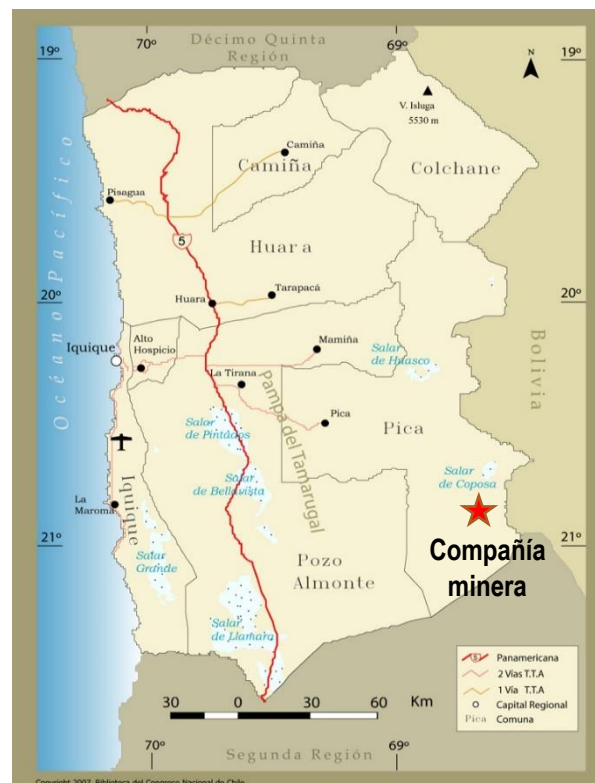 70º
69º
Décimo Quinta
Región
19º
19º
N
V. Isluga
5530 m
Camiña
Camiña
Colchane
Pisagua
Océano Pacífico
Huara
5
Tarapacá
Huara
20º
20º
Iquique
Alto
Hospicio
Mamiña
Salar
de Huasco
Bolivia
La Tirana
Pampa del Tamarugal
Pica
Pica
Salar
de Pintados
Salar
de Bellavista
Salar
de Coposa
La
Maroma
Iquique
21º
21º
Compañía
minera
Salar
Grande
Pozo
Almonte
Salar
de Llamara
5 Panamericana
2 Vías T.T.A
1 Vía T.T.A
Capital Regional
Pica Comuna
30 0 30 60 Km
70º
69º
Segunda Región
Copyright 2007, Biblioteca del Congreso Nacional de Chile